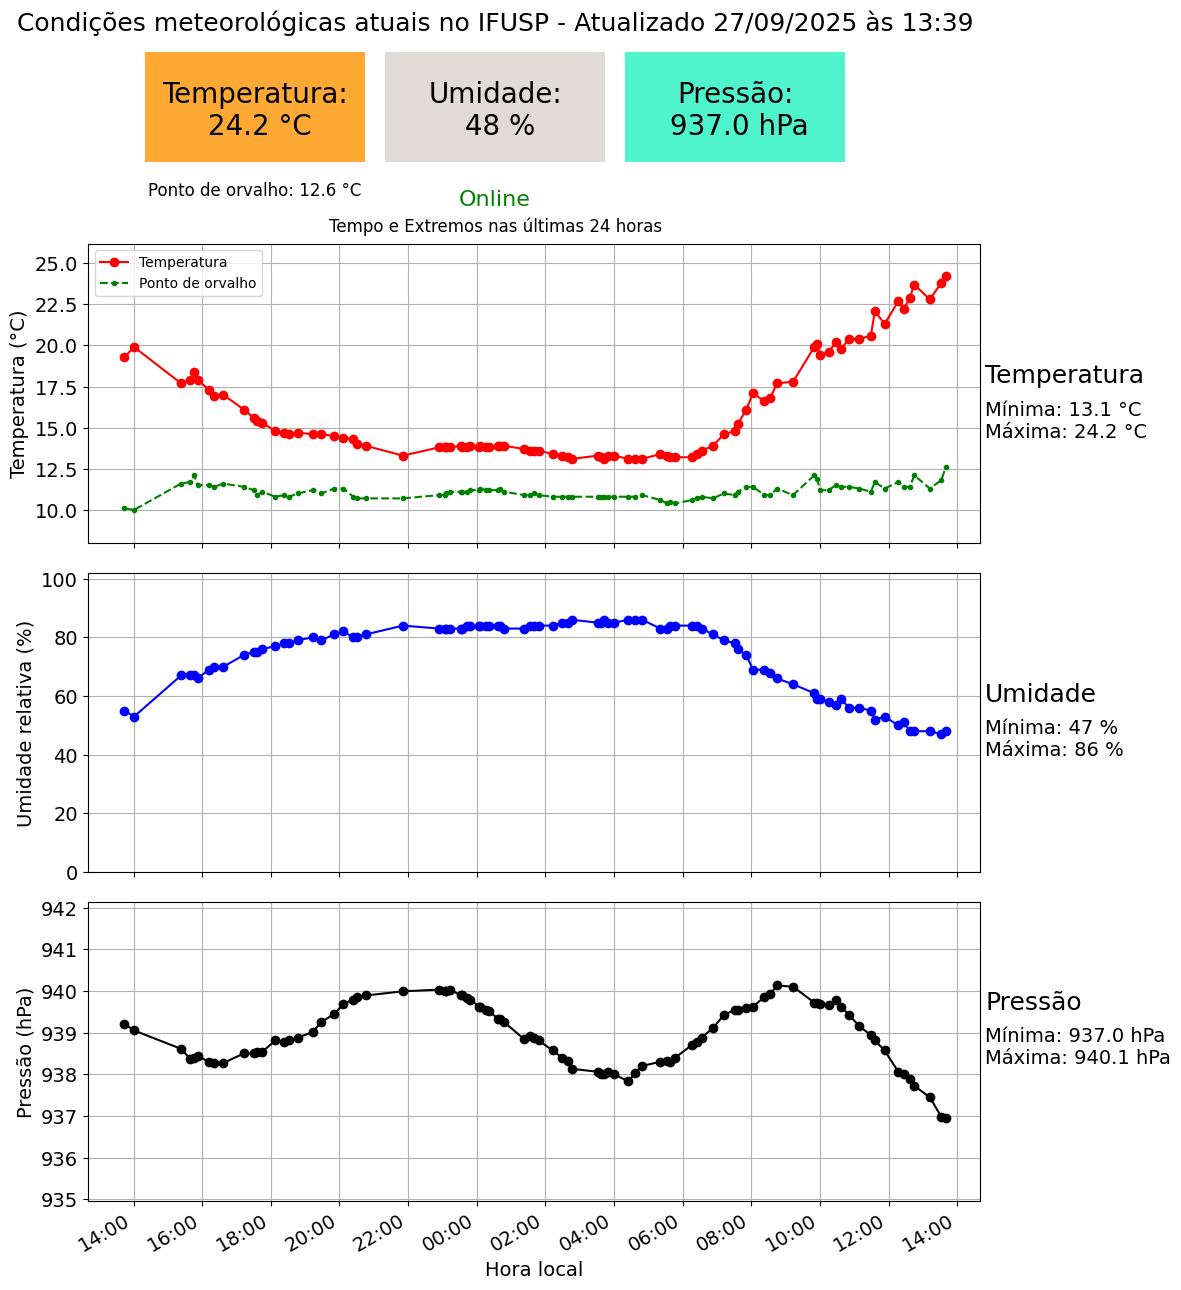 Condições meteorológicas atuais no IFUSP - Atualizado 27/09/2025 às 13:39
Temperatura:
24.2 °C
Umidade:
48 %
Pressão:
937.0 hPa
Ponto de orvalho: 12.6 °C
Online
Tempo e Extremos nas últimas 24 horas
Temperatura (°C)
25.0
22.5
20.0
17.5
15.0
12.5
10.0
Temperatura
Ponto de orvalho
Temperatura
Mínima: 13.1 °C
Máxima: 24.2 °C
Umidade relativa (%)
100
80
60
40
20
0
Umidade
Mínima: 47 %
Máxima: 86 %
Pressão (hPa)
942
941
940
939
938
937
936
935
Pressão
Mínima: 937.0 hPa
Máxima: 940.1 hPa
14:00 16:00 18:00 20:00 22:00 00:00 02:00 04:00 06:00 08:00 10:00 12:00 14:00
Hora local